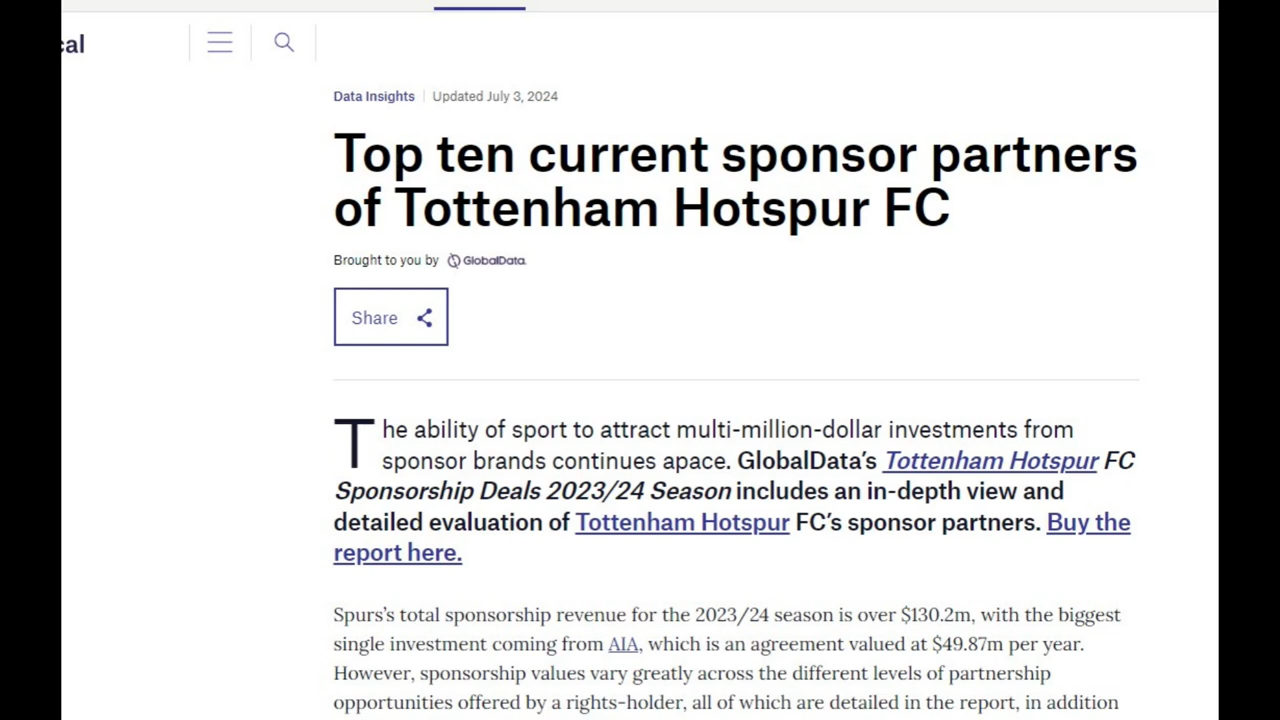 cal
Data Insights Updated July 3, 2024
Top ten current sponsor partners
of Tottenham Hotspur FC
Brought to you by GlobalData.
Share
The ability of sport to attract multi-million-dollar investments from
sponsor brands continues apace. GlobalData’s Tottenham Hotspur FC
Sponsorship Deals 2023/24 Season includes an in-depth view and
detailed evaluation of Tottenham Hotspur FC’s sponsor partners. Buy the
report here.
Spurs’s total sponsorship revenue for the 2023/24 season is over $130.2m, with the biggest
single investment coming from AIA, which is an agreement valued at $49.87m per year.
However, sponsorship values vary greatly across the different levels of partnership
opportunities offered by a rights-holder, all of which are detailed in the report, in addition